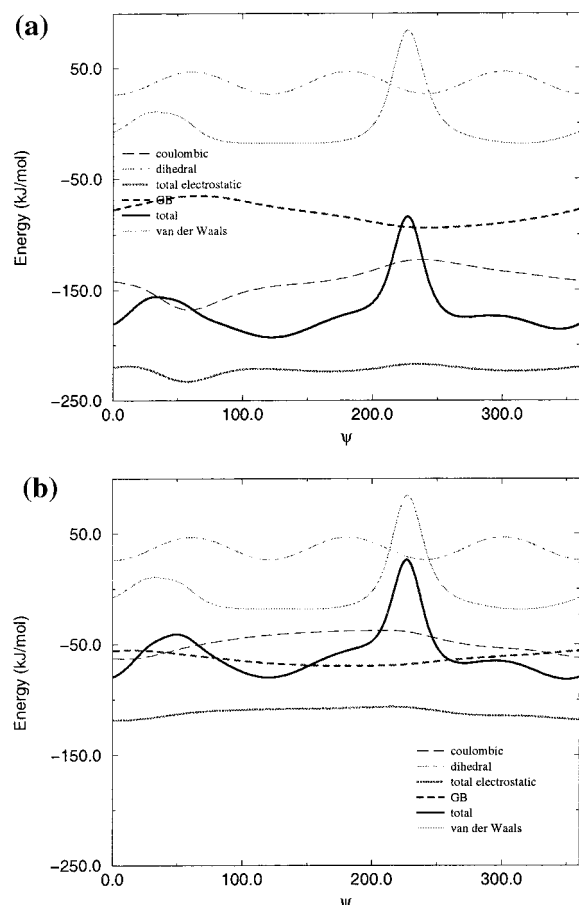 (a)
50.0
-50.0
-150.0
-250.0
Energy (kJ/mol)
coulombic
dihedral
total electrostatic
GB
total
van der Waals
0.0 100.0 200.0 300.0
ψ
(b)
50.0
-50.0
-150.0
-250.0
Energy (kJ/mol)
coulombic
dihedral
total electrostatic
GB
total
van der Waals
0.0 100.0 200.0 300.0
ψ